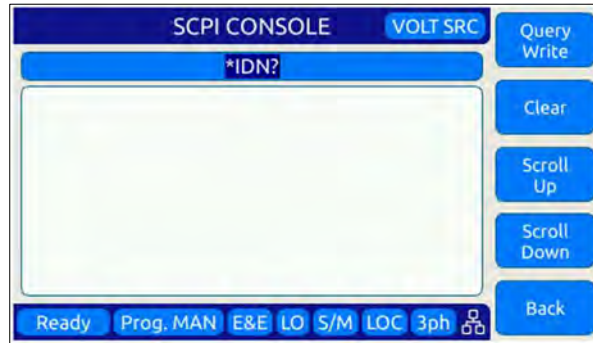 SCPI CONSOLE
VOLT SRC
*IDN?
Query
Write
Clear
Scroll
Up
Scroll
Down
Back
Ready
Prog. MAN
E&E
LO
S/M
LOC
3ph